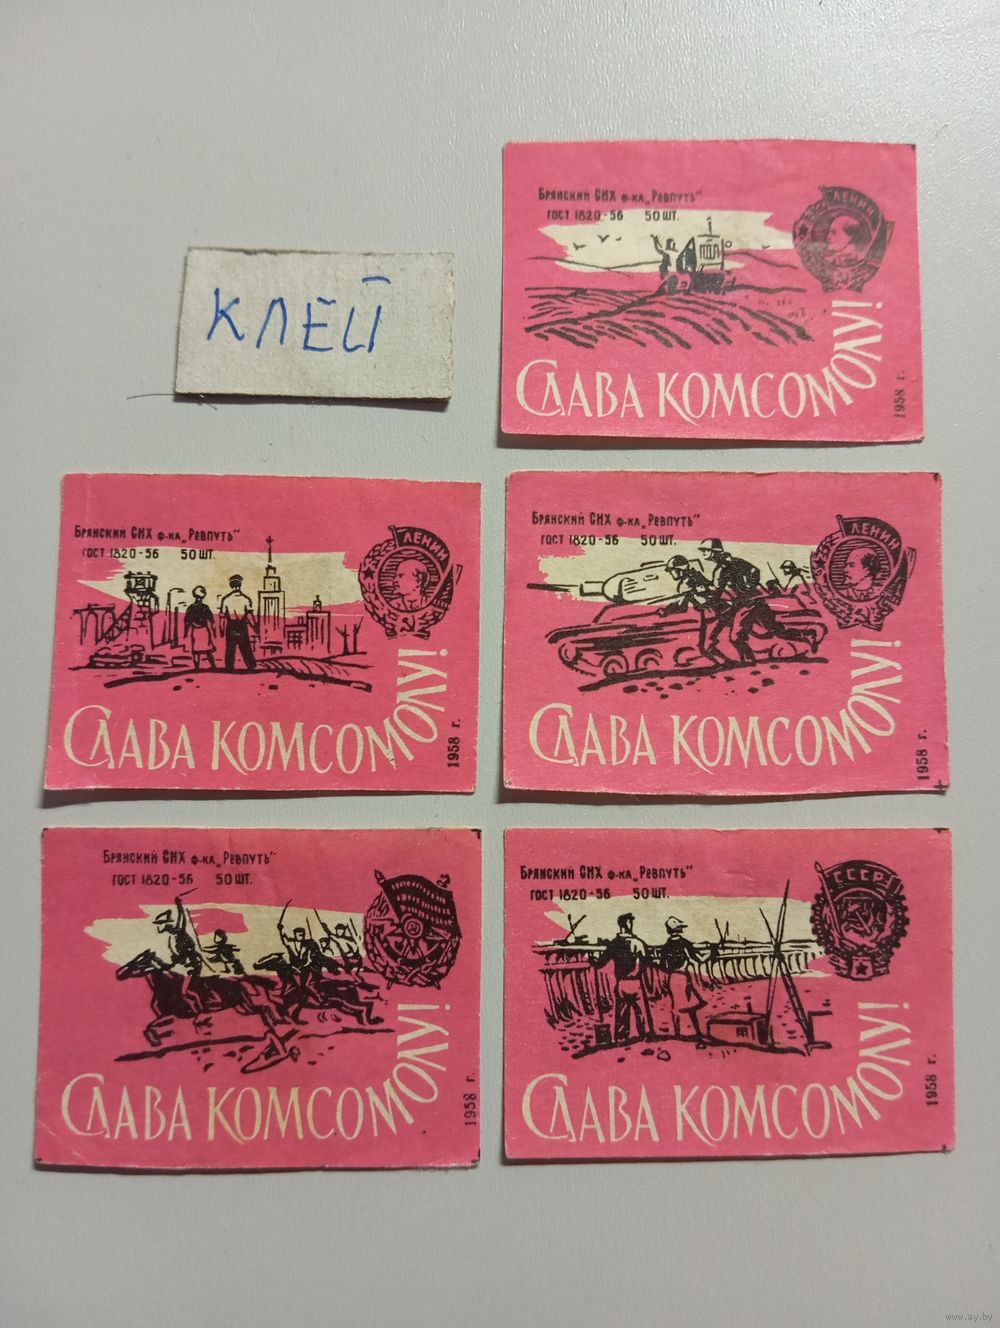 Брянский СНХ ф-ка „Ревпуть"
ГОСТ 1820-56 50 шт.
ЛЕНИН
СЛАВА КОМСОМОЛУ!
1958 г.
КЛЕЙ
Брянский СНХ ф-ка „Ревпуть"
ГОСТ 1820-56 50 шт.
ЛЕНИН
СЛАВА КОМСОМОЛУ!
1958 г.
Брянский СНХ ф-ка „Ревпуть"
ГОСТ 1820-56 50 шт.
ЛЕНИН
СЛАВА КОМСОМОЛУ!
1958 г.
Брянский СНХ ф-ка „Ревпуть"
ГОСТ 1820-56 50 шт.
СЛАВА КОМСОМОЛУ!
1958 г.
Брянский СНХ ф-ка „Ревпуть"
ГОСТ 1820-56 50 шт.
СССР
СЛАВА КОМСОМОЛУ!
1958 г.
www.ay.by